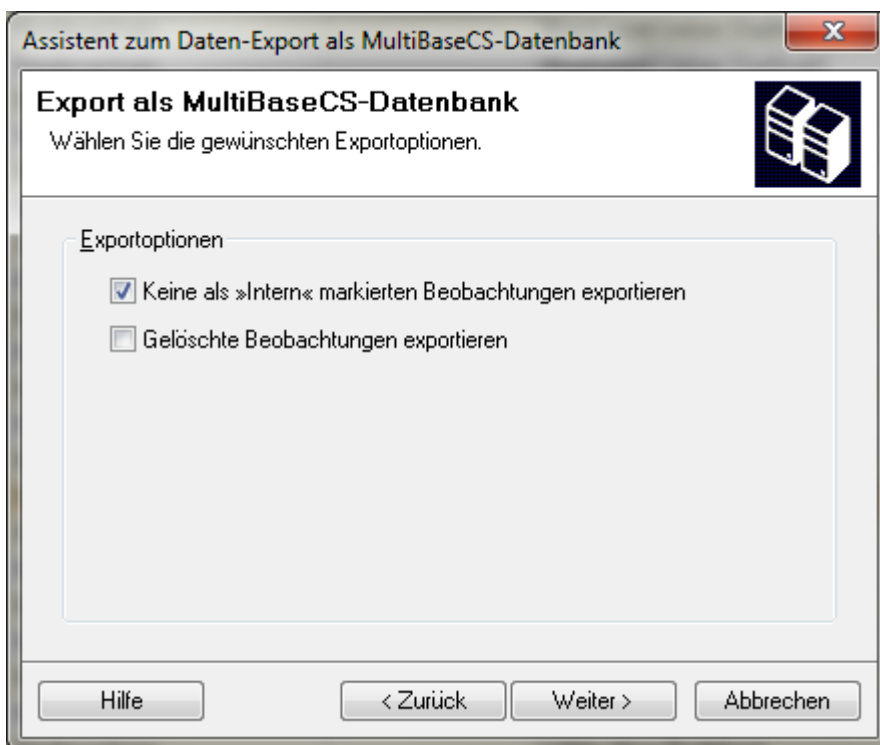 Assistent zum Daten-Export als MultiBaseCS-Datenbank
Export als MultiBaseCS-Datenbank
Wählen Sie die gewünschten Exportoptionen.
Exportoptionen
Keine als »Intern« markierten Beobachtungen exportieren
Gelöschte Beobachtungen exportieren
Hilfe
< Zurück
Weiter >
Abbrechen